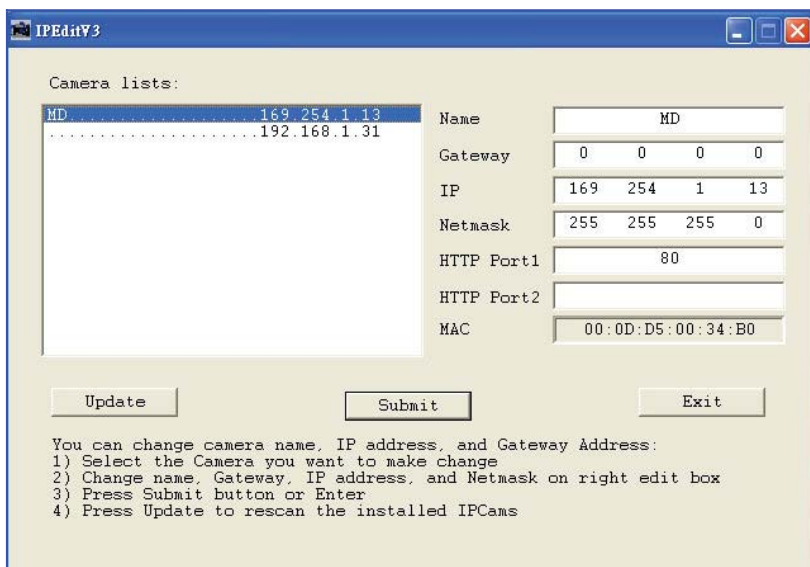 IPEditV3
Camera lists:
MD...................169.254.1.13
.....................192.168.1.31
Name MD
Gateway 0 0 0 0
IP 169 254 1 13
Netmask 255 255 255 0
HTTP Port1 80
HTTP Port2
MAC 00:0D:D5:00:34:B0
Update Submit Exit
You can change camera name, IP address, and Gateway Address:
1) Select the Camera you want to make change
2) Change name, Gateway, IP address, and Netmask on right edit box
3) Press Submit button or Enter
4) Press Update to rescan the installed IPCams